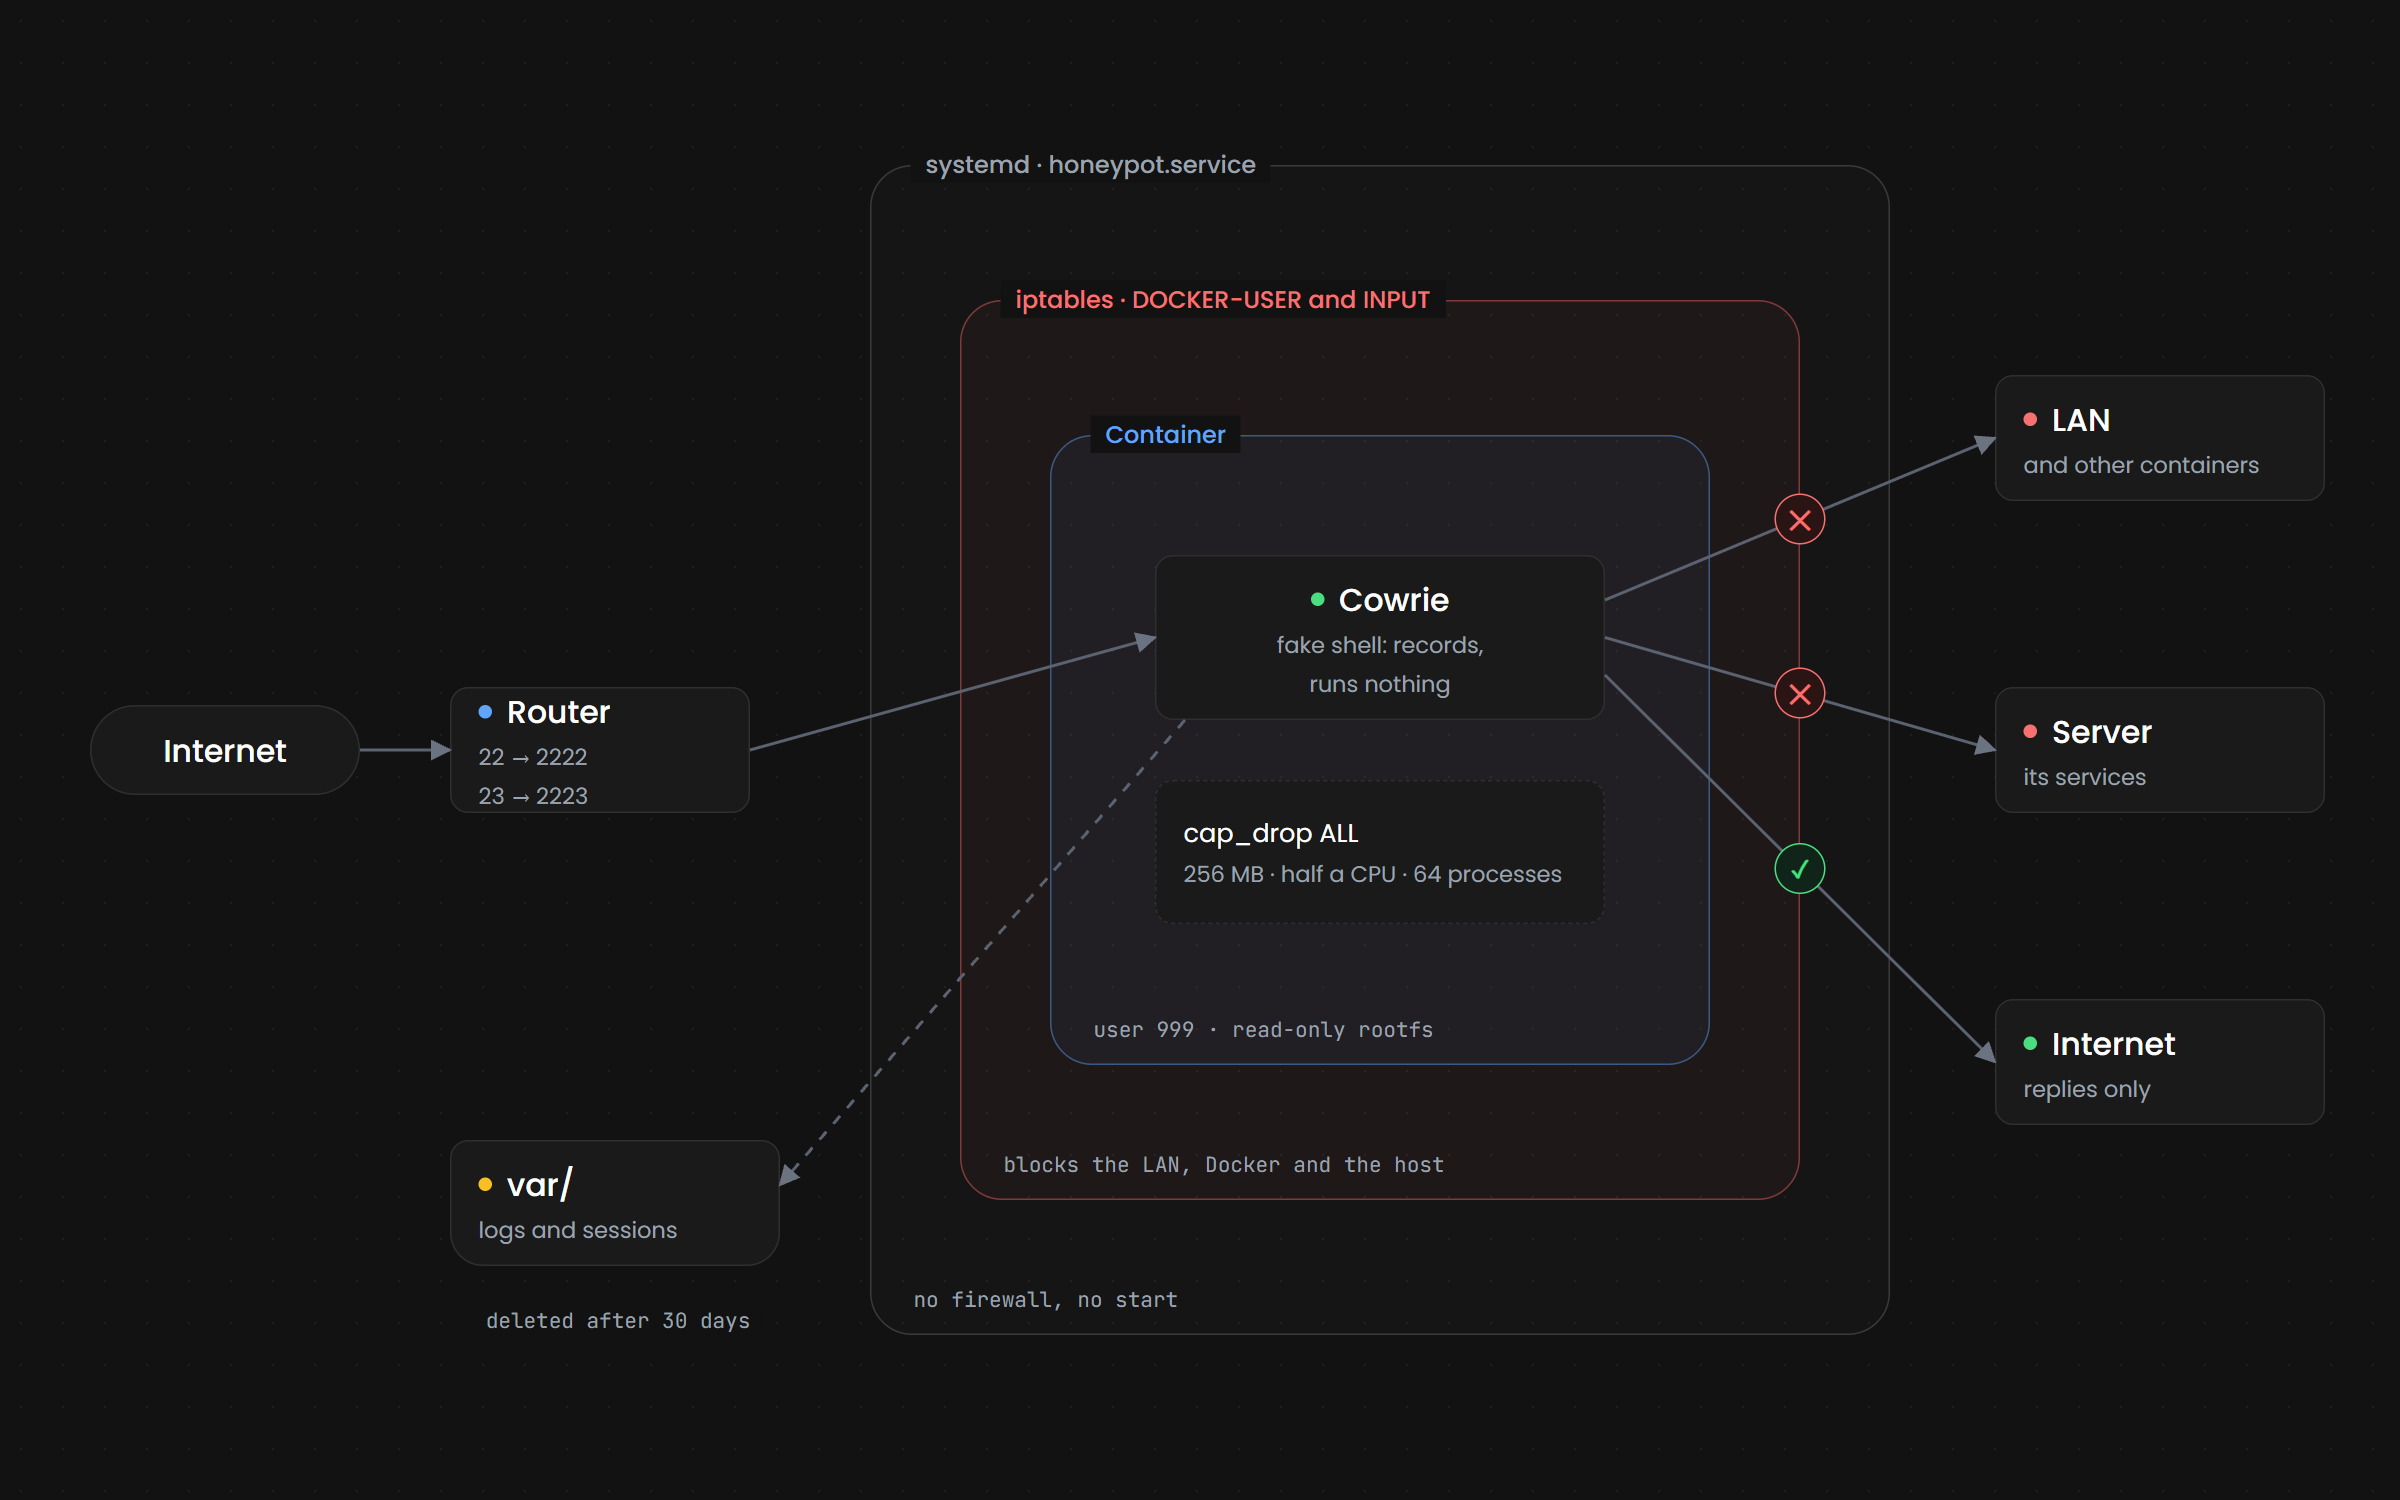 systemd · honeypot.service
iptables · DOCKER-USER and INPUT
Container
Internet
Router
22 → 2222
23 → 2223
Cowrie
fake shell: records,
runs nothing
cap_drop ALL
256 MB · half a CPU · 64 processes
user 999 · read-only rootfs
blocks the LAN, Docker and the host
no firewall, no start
var/
logs and sessions
deleted after 30 days
LAN
and other containers
Server
its services
Internet
replies only